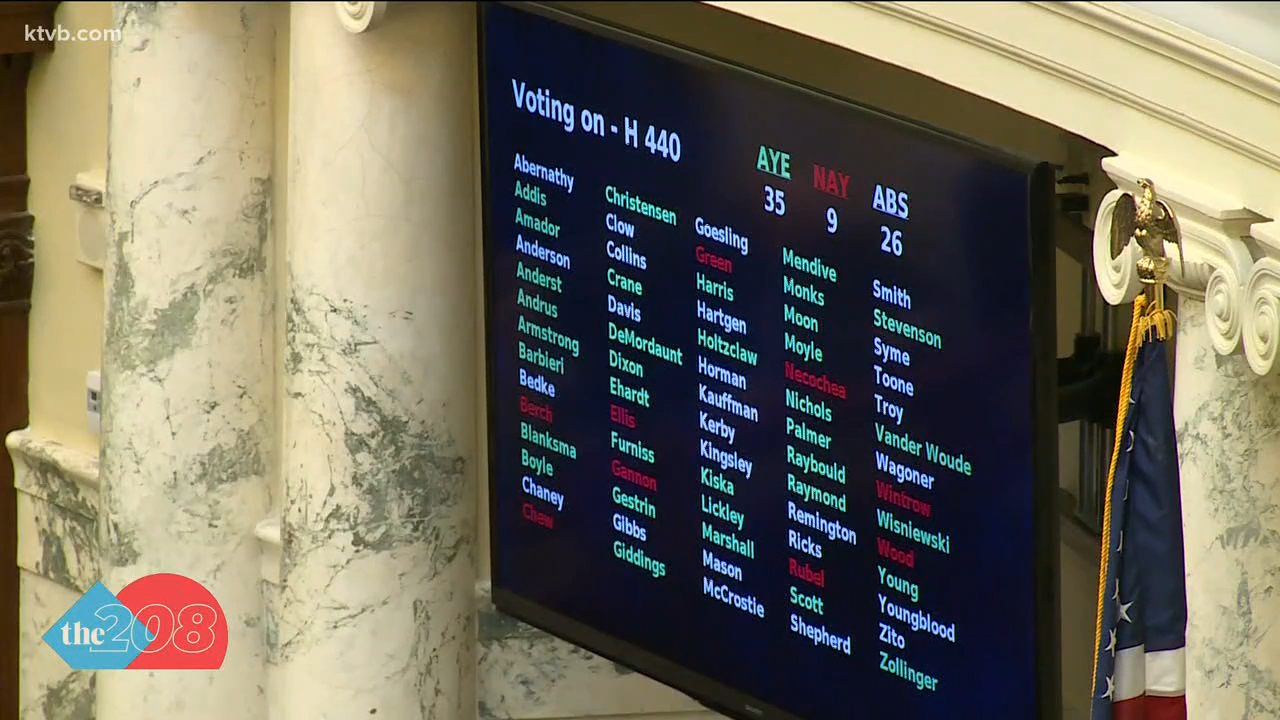 ktvb.com
Voting on - H 440
AYE NAY ABS
35 9 26
Abernathy
Addis
Amador
Anderson
Anderst
Andrus
Armstrong
Barbieri
Bedke
Berch
Blanksma
Boyle
Chaney
Chew
Christensen
Clow
Collins
Crane
Davis
DeMordaunt
Dixon
Ehardt
Ellis
Furniss
Gannon
Gestrin
Gibbs
Giddings
Goesling
Green
Harris
Hartgen
Holtzclaw
Horman
Kauffman
Kerby
Kingsley
Kiska
Lickley
Marshall
Mason
McCrostie
Mendive
Monks
Moon
Moyle
Necochea
Nichols
Palmer
Raybould
Raymond
Remington
Ricks
Rubel
Scott
Shepherd
Smith
Stevenson
Syme
Toone
Troy
Vander Woude
Wagoner
Wintrow
Wisniewski
Wood
Young
Youngblood
Zito
Zollinger
the 208